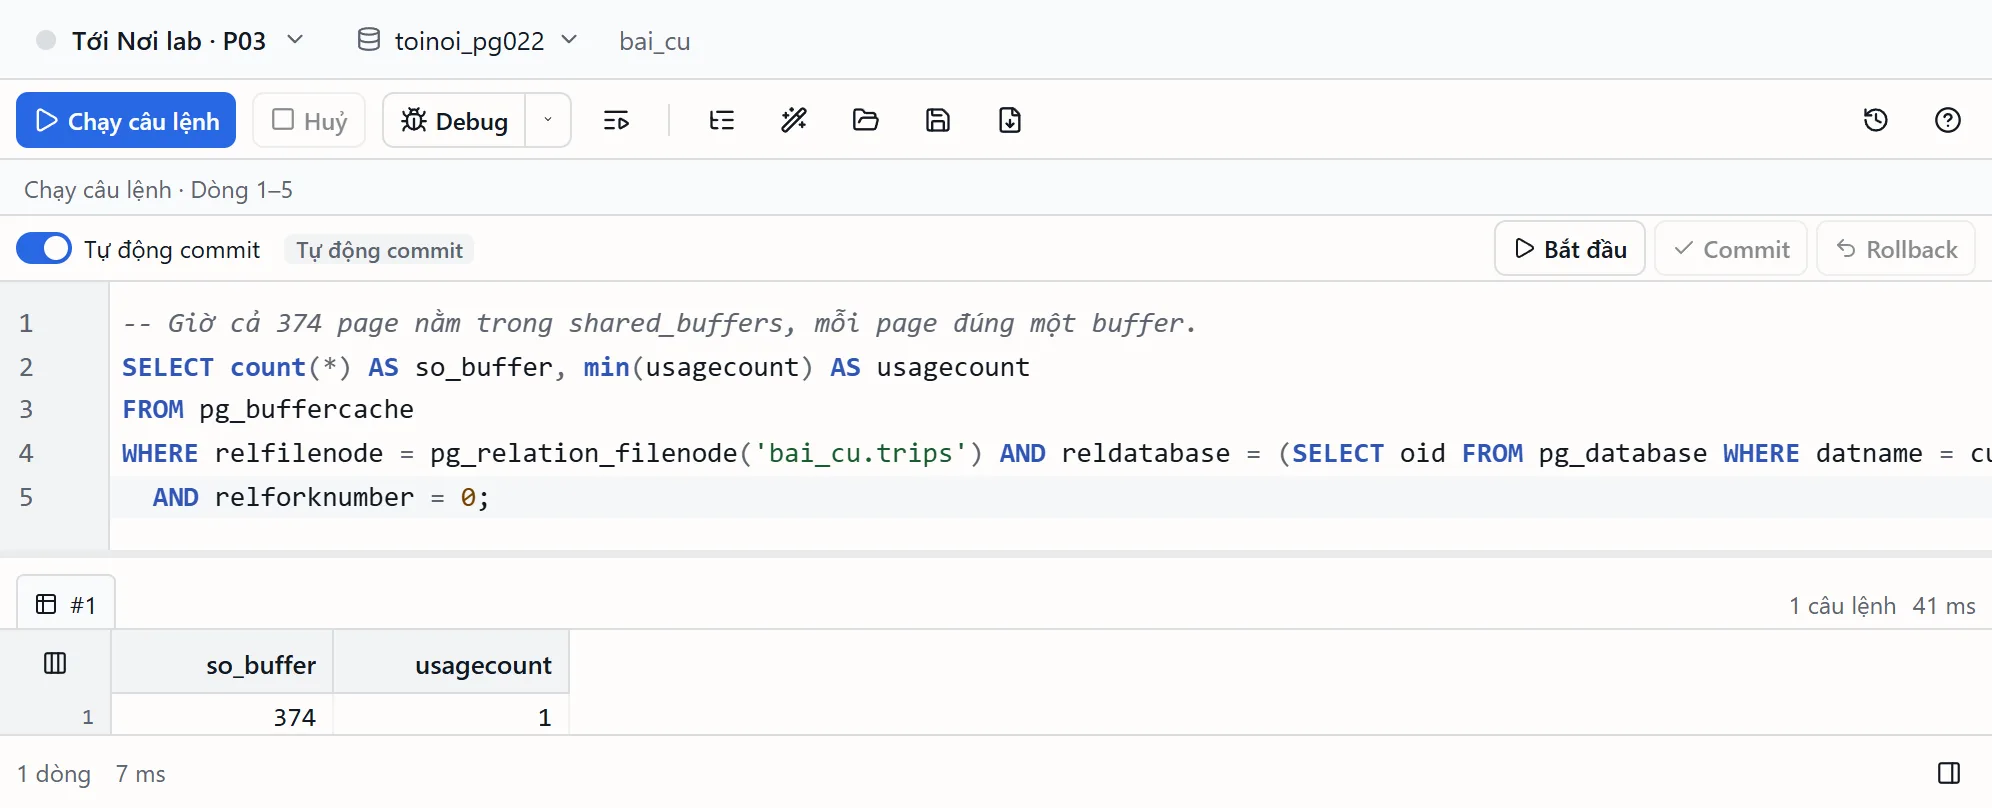 Tới Nơi lab · P03 toinoi_pg022 bai_cu
Chạy câu lệnh Huỷ Debug
Chạy câu lệnh · Dòng 1–5
Tự động commit Tự động commit Bắt đầu Commit Rollback
1 -- Giờ cả 374 page nằm trong shared_buffers, mỗi page đúng một buffer.
2 SELECT count(*) AS so_buffer, min(usagecount) AS usagecount
3 FROM pg_buffercache
4 WHERE relfilenode = pg_relation_filenode('bai_cu.trips') AND reldatabase = (SELECT oid FROM pg_database WHERE datname = cu
5 AND relforknumber = 0;
#1 1 câu lệnh 41 ms
so_buffer usagecount
1 374 1
1 dòng 7 ms